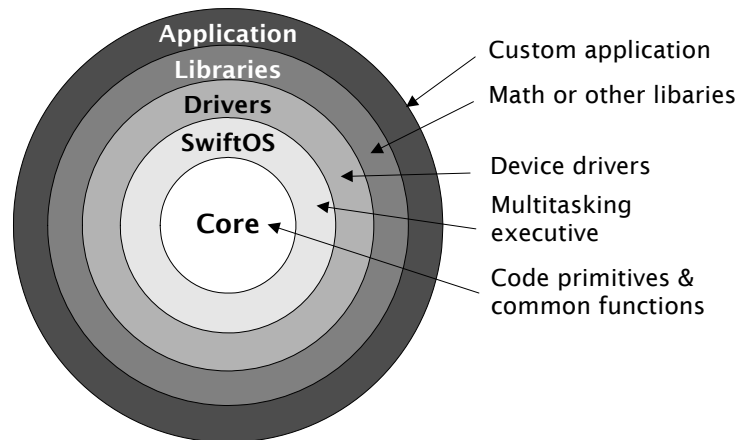 Application
Libraries
Drivers
SwiftOS
Core
Custom application
Math or other libaries
Device drivers
Multitasking
executive
Code primitives &
common functions